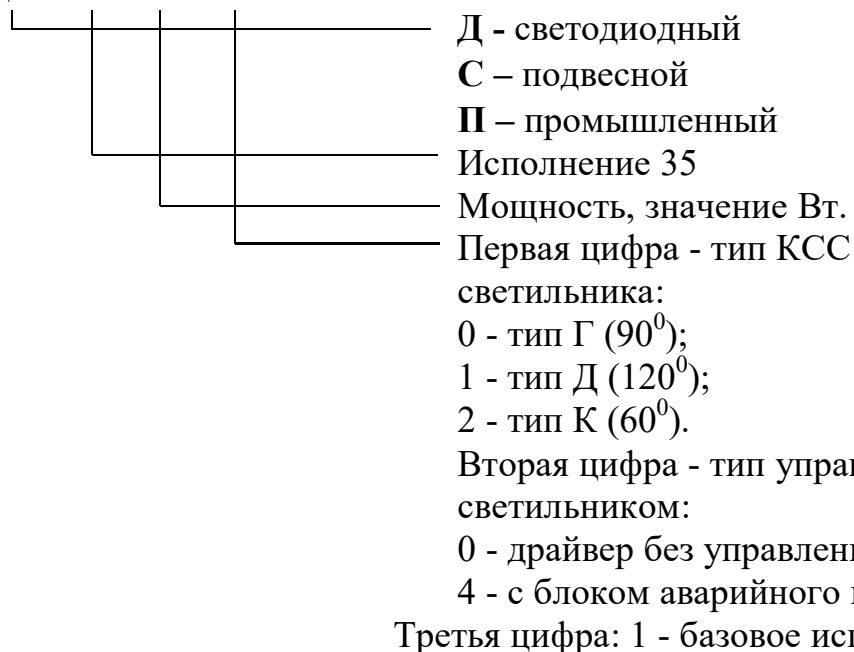 Д - светодиодный
С – подвесной
П – промышленный
Исполнение 35
Мощность, значение Вт.
Первая цифра - тип КСС
светильника:
0 - тип Г (90⁰);
1 - тип Д (120⁰);
2 - тип К (60⁰).
Вторая цифра - тип
светильником:
0 - драйвер без
4 - с блоком аварийного
Третья цифра: 1 - базовое